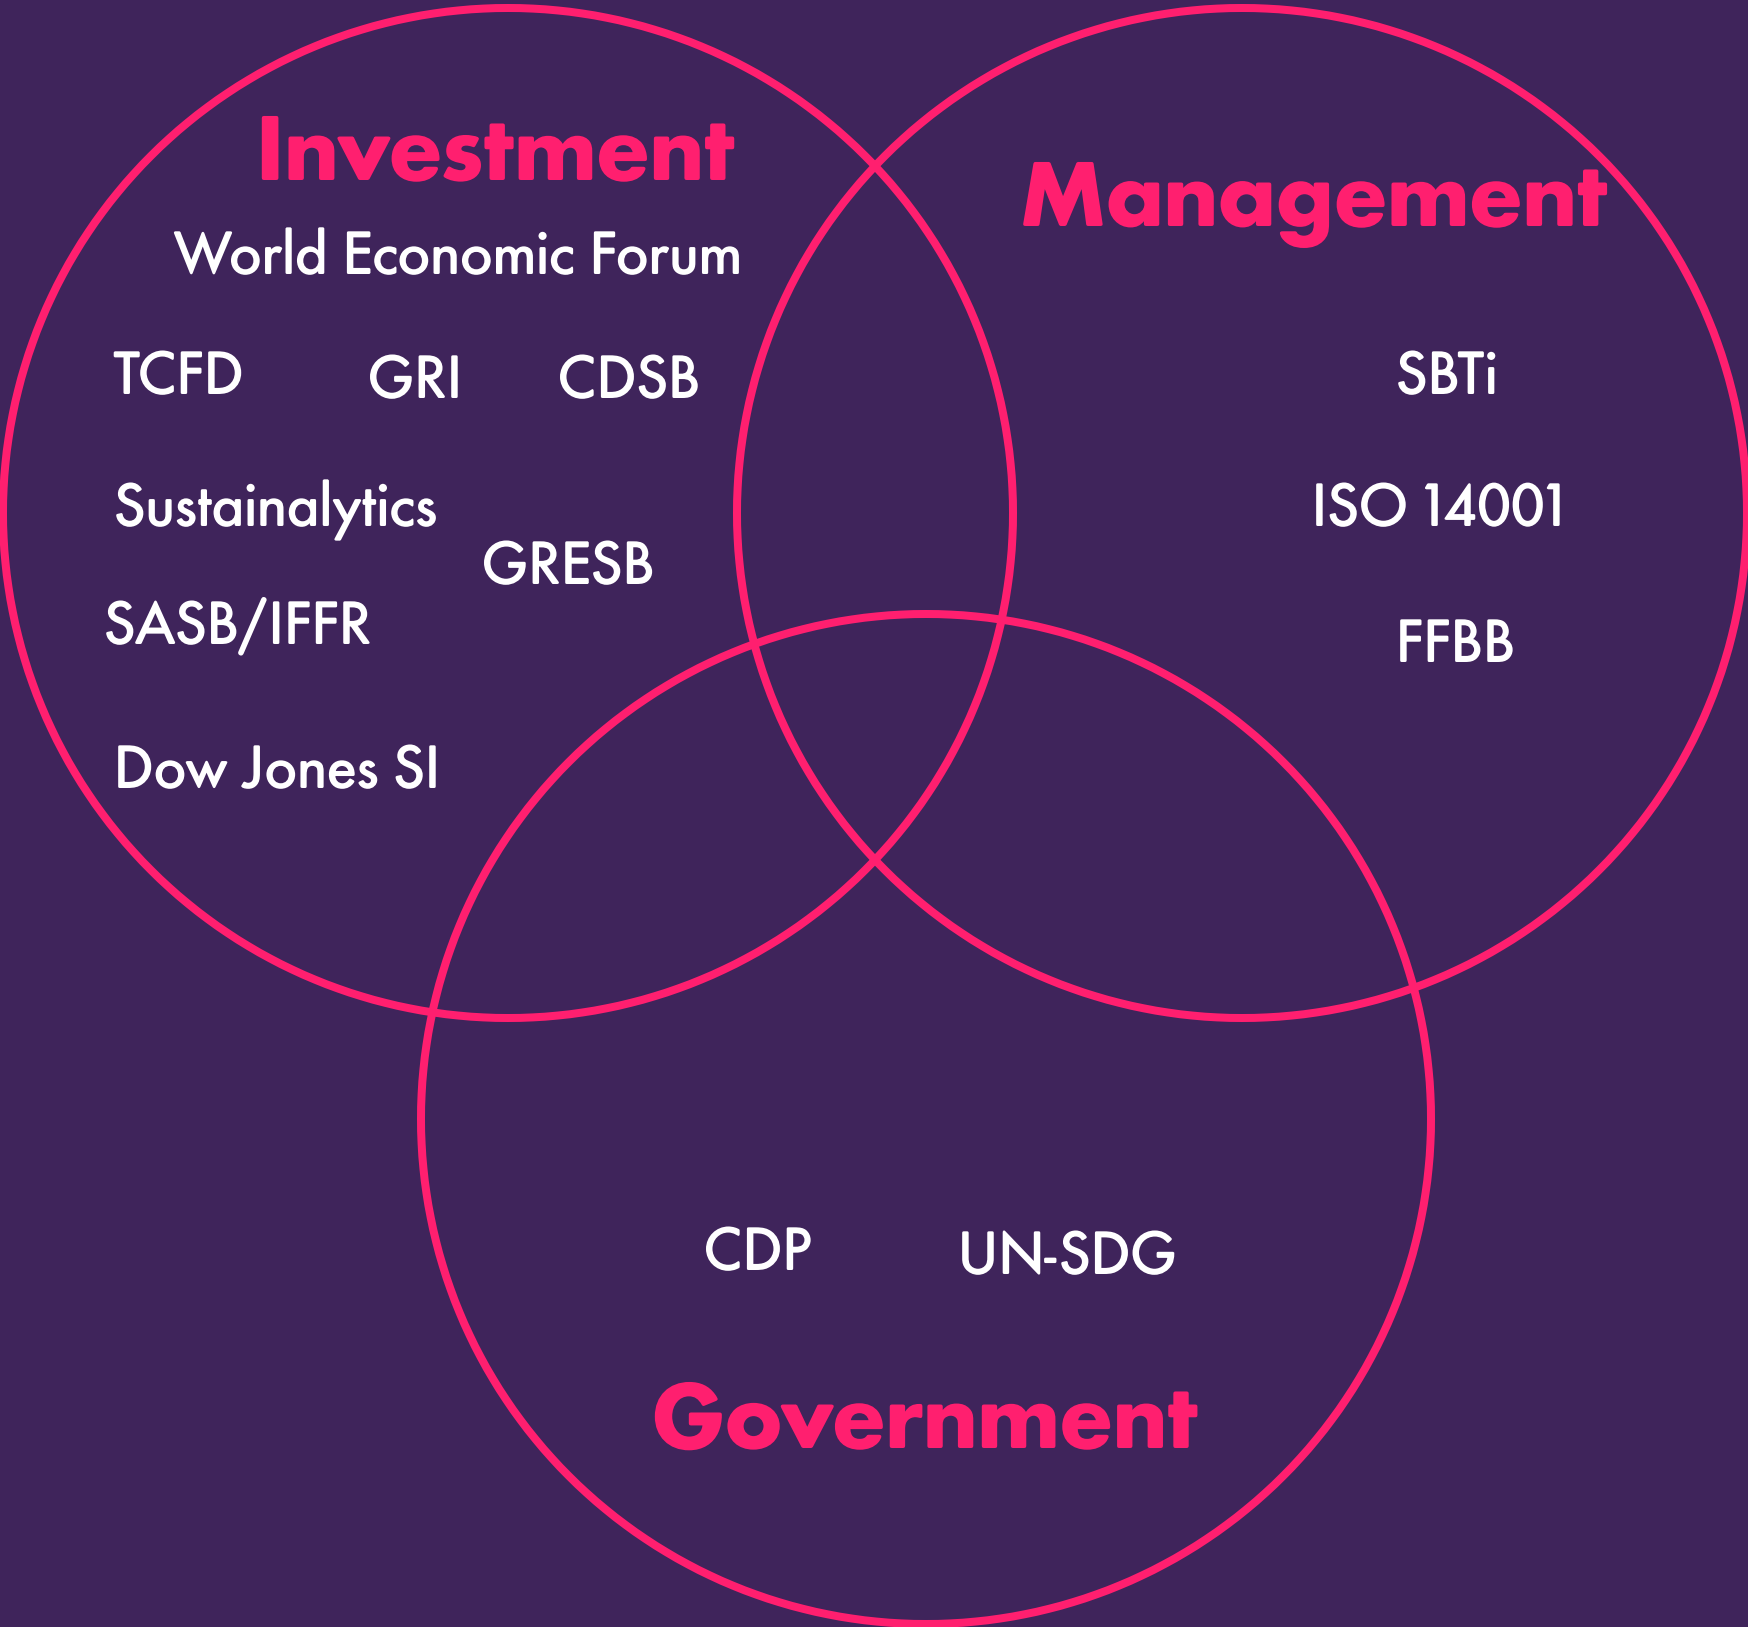 Investment
World Economic Forum
TCFD
GRI
CDSB
Sustainalytics
GRESB
SASB/IFFR
Dow Jones SI
Management
SBTi
ISO 14001
FFBB
CDP
UN-SDG
Government